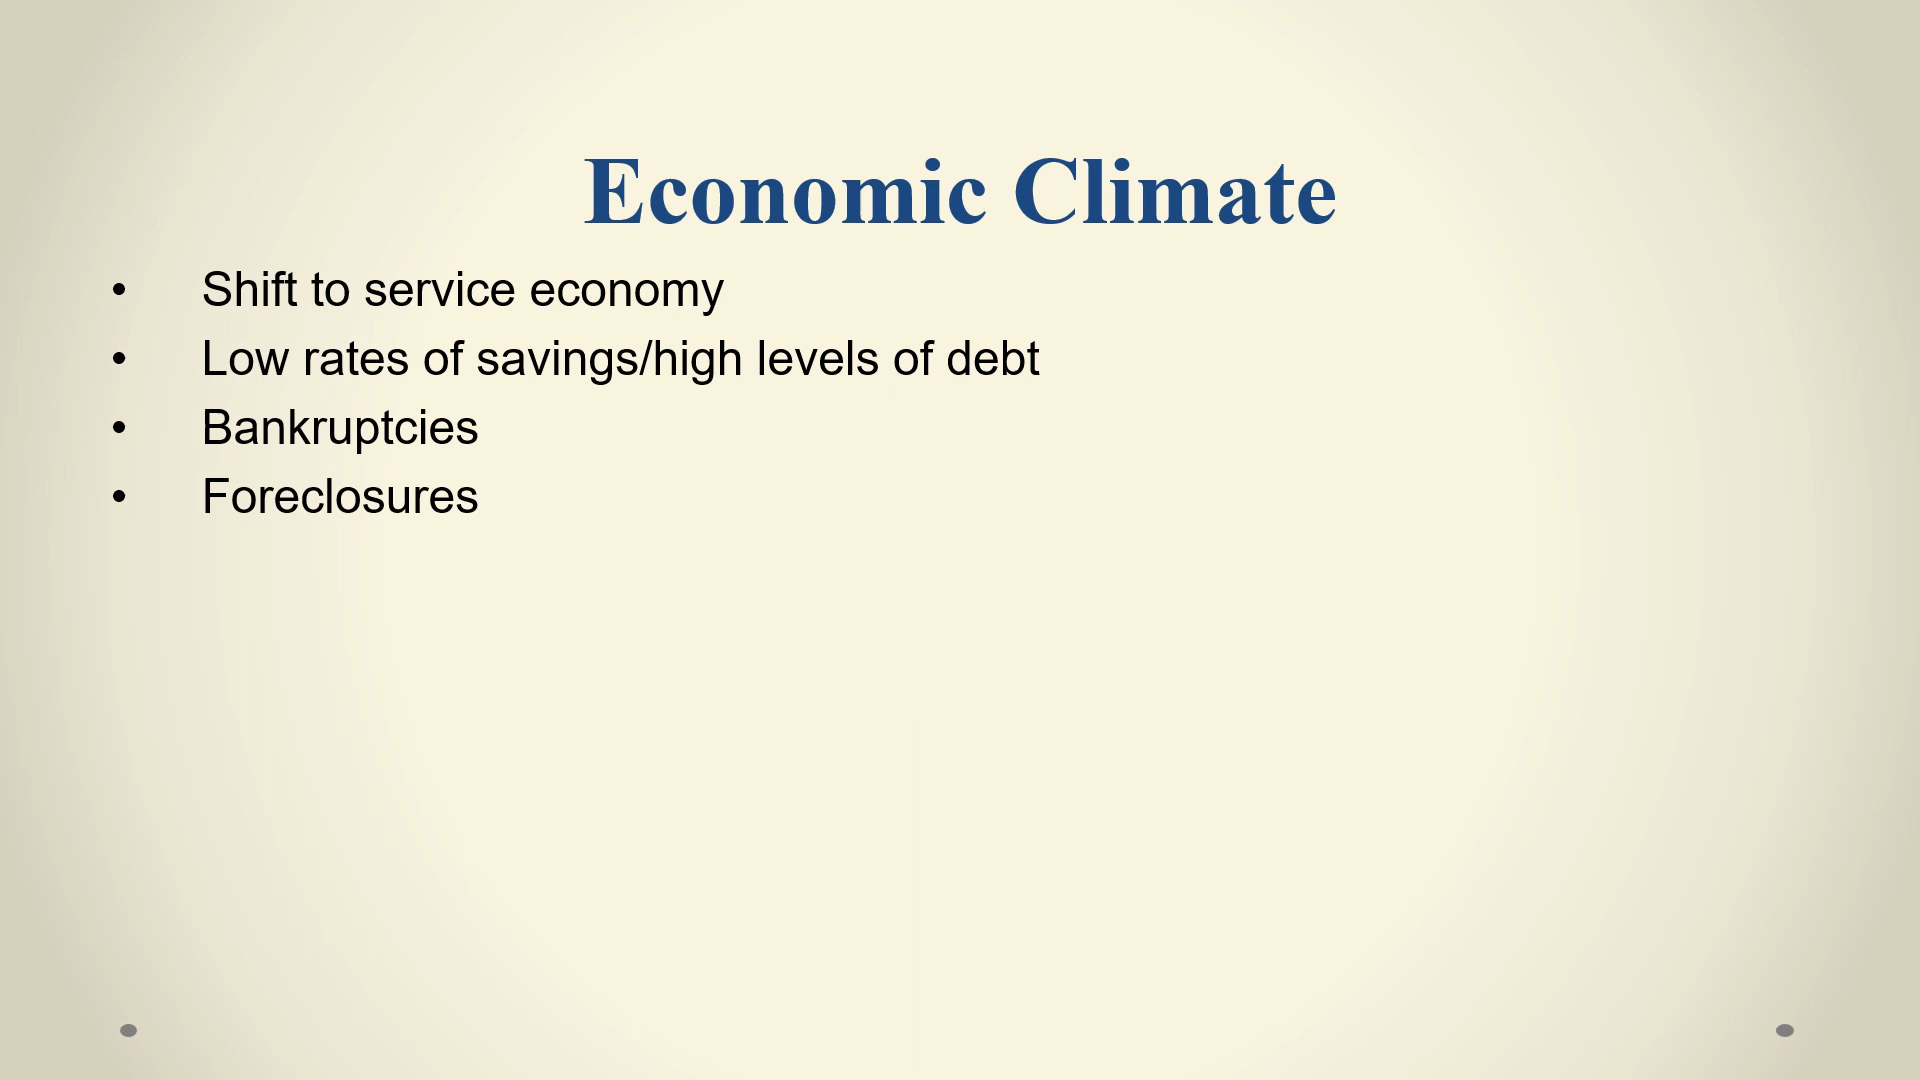 Economic Climate
• Shift to service economy
• Low rates of savings/high levels of debt
• Bankruptcies
• Foreclosures